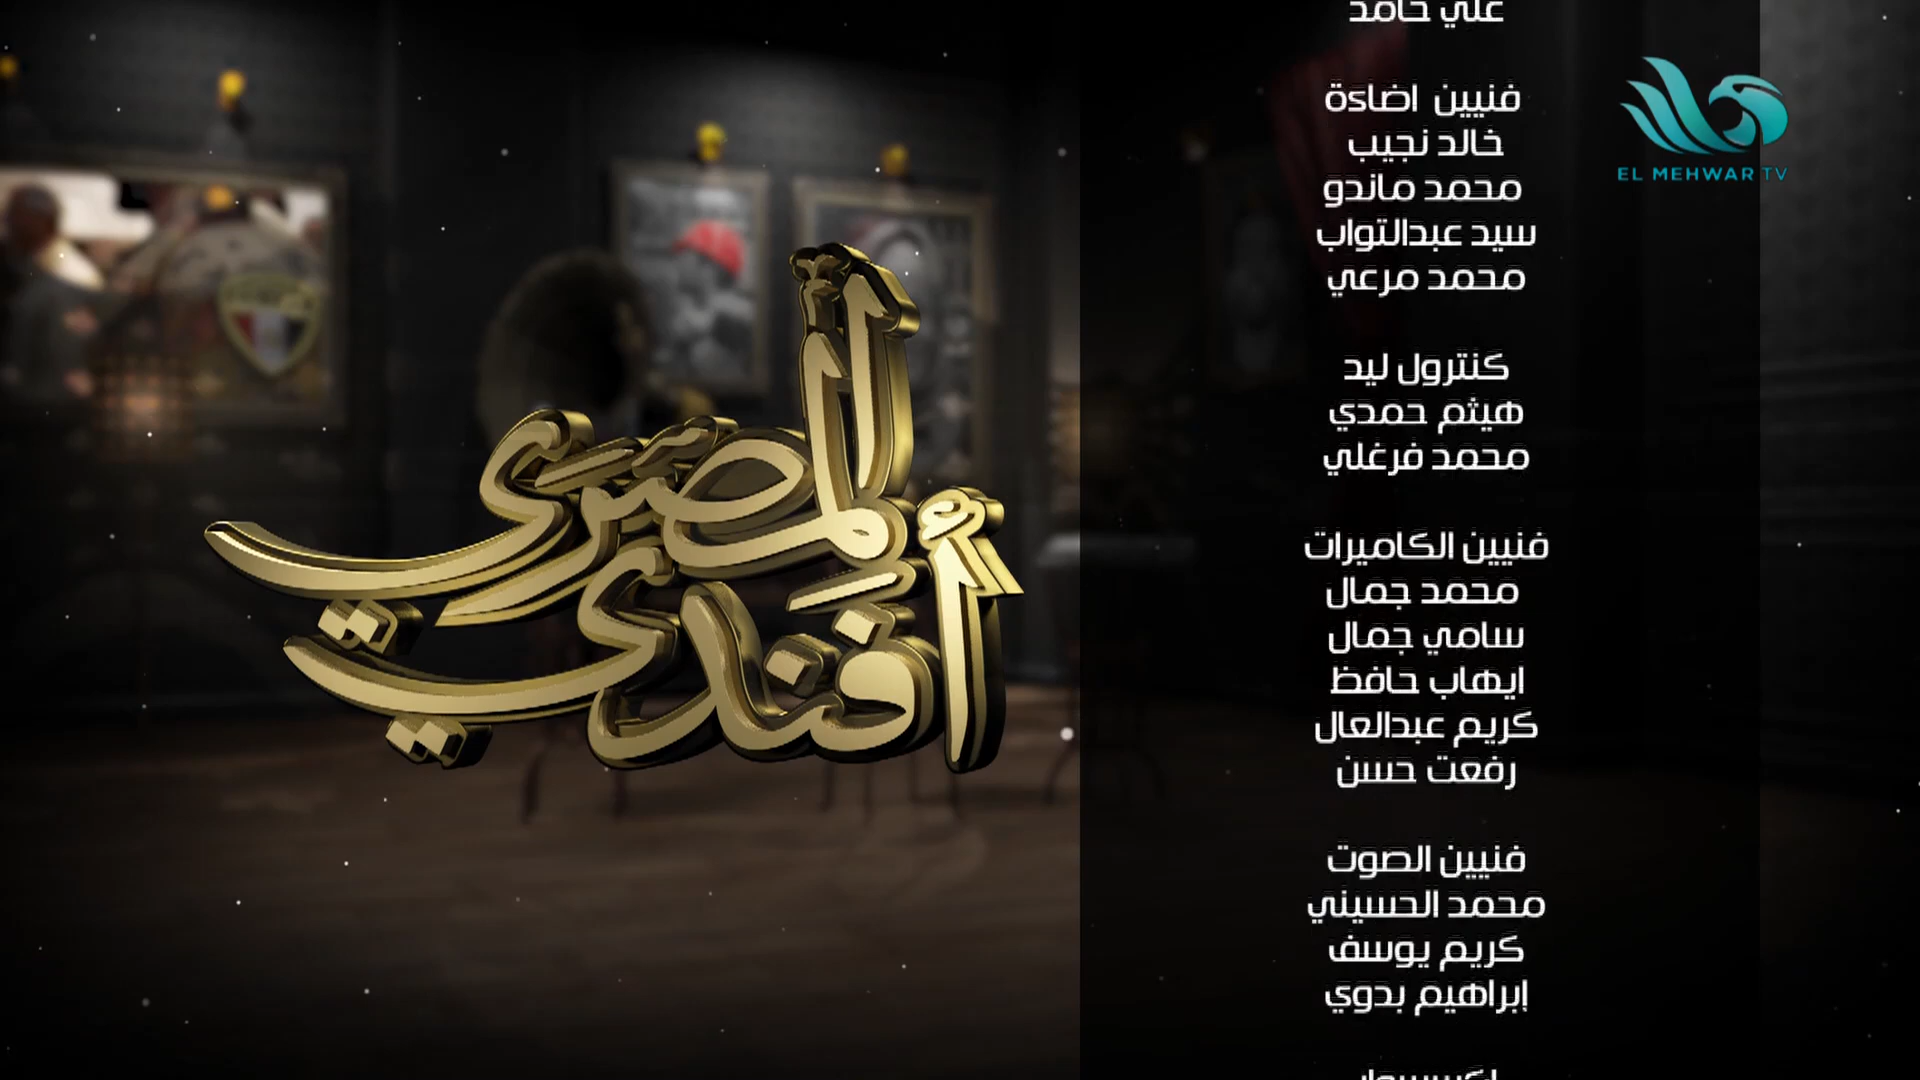 المصري
أفندي
علي حامد
فنيين اضاءة
خالد نجيب
محمد ماندو
سيد عبدالتواب
محمد مرعي
كنترول ليد
هيثم حمدي
محمد فرغلي
فنيين الكاميرات
محمد جمال
سامي جمال
ايهاب حافظ
كريم عبدالعال
رفعت حسن
فنيين الصوت
محمد الحسيني
كريم يوسف
إبراهيم بدوي
EL MEHWAR TV